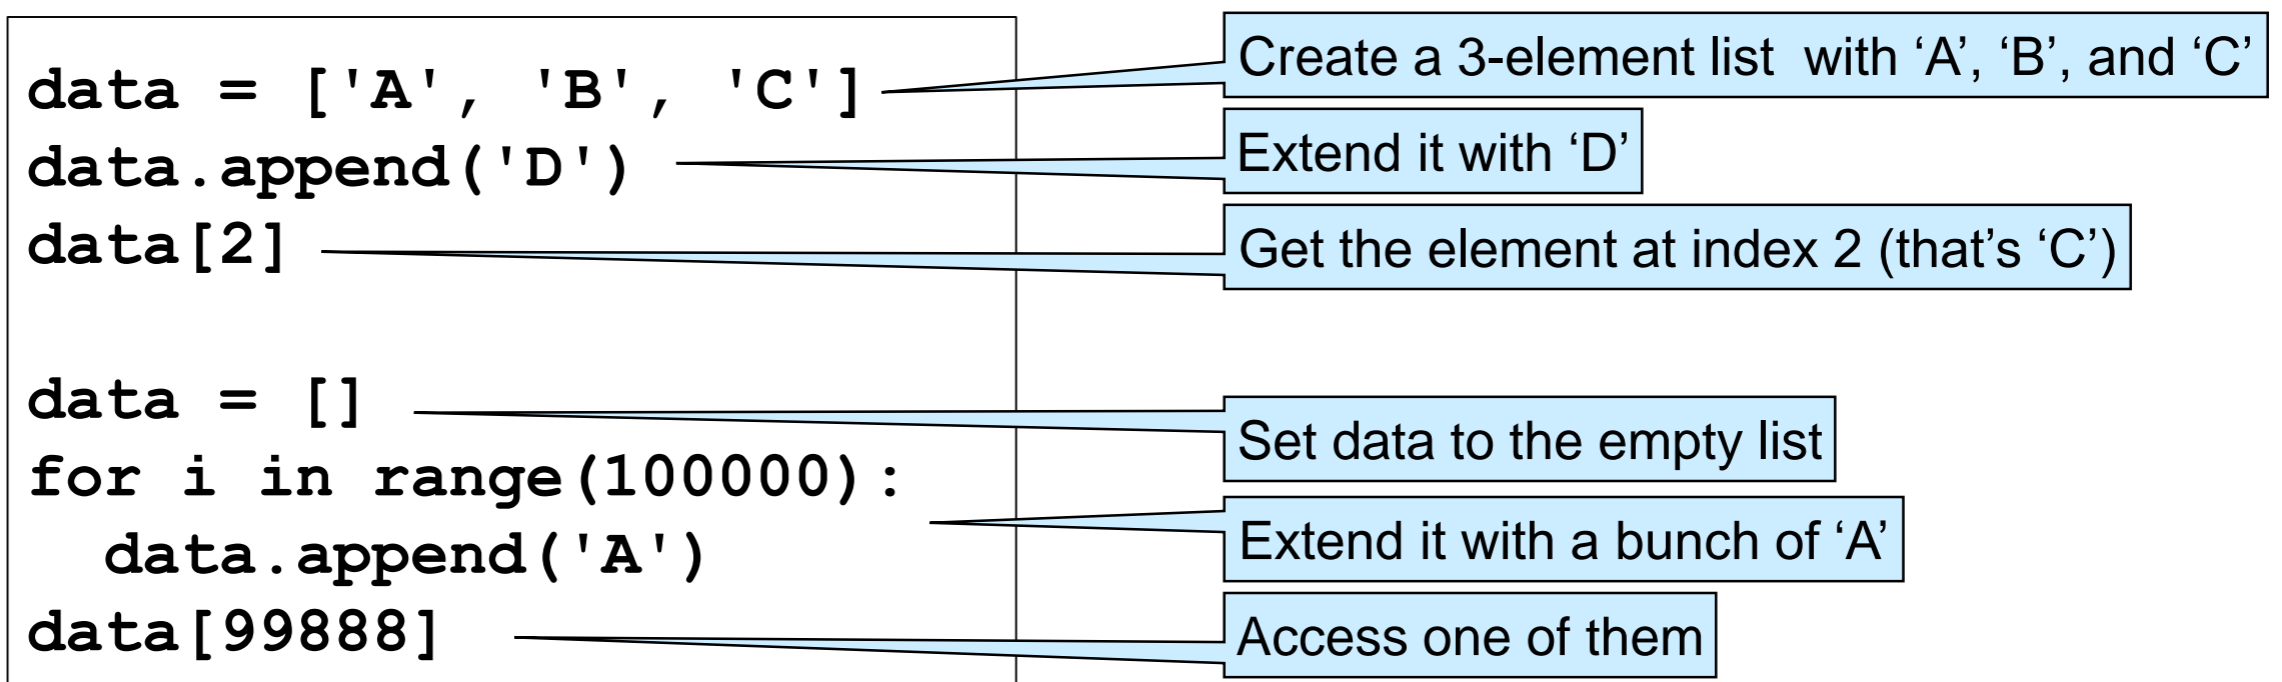 data = ['A', 'B', 'C']
data.append('D')
data[2]
data = []
for i in range(100000):
  data.append('A')
data[99888]
Create a 3-element list  with ‘A’, ‘B’, and ‘C’
Extend it with ‘D’
Get the element at index 2 (that’s ‘C’)
Set data to the empty list
Extend it with a bunch of ‘A’
Access one of them